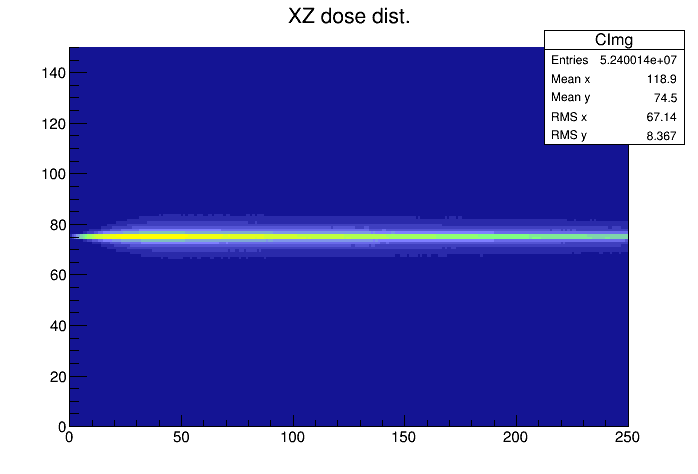 XZ dose dist.
CImg
Entries 5.240014e+07
Mean x 118.9
Mean y 74.5
RMS x 67.14
RMS y 8.367
140
120
100
80
60
40
20
0
0 50 100 150 200 250